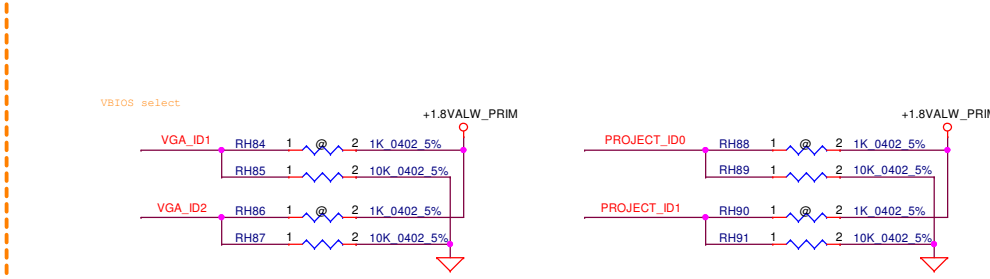 VBIOS select
+1.8VALW_PRIM
VGA_ID1 RH84 1 @ 2 1K_0402_5%
RH85 1 2 10K_0402_5%
VGA_ID2 RH86 1 @ 2 1K_0402_5%
RH87 1 2 10K_0402_5%
+1.8VALW_PRIM
PROJECT_ID0 RH88 1 @ 2 1K_0402_5%
RH89 1 2 10K_0402_5%
PROJECT_ID1 RH90 1 @ 2 1K_0402_5%
RH91 1 2 10K_0402_5%